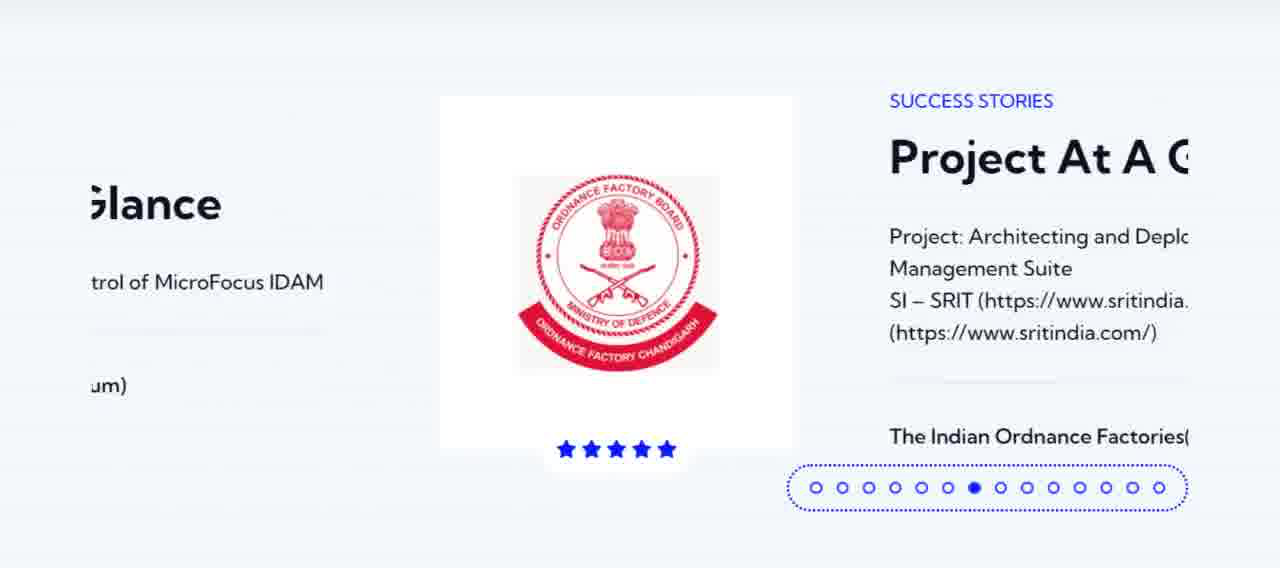 Glance
trol of MicroFocus IDAM
um)
ORDNANCE FACTORY BOARD
MINISTRY OF DEFENCE
ORDNANCE FACTORY CHANDIGARH
SUCCESS STORIES
Project At A G
Project: Architecting and Deplo
Management Suite
SI – SRIT (https://www.sritindia.
(https://www.sritindia.com/)
The Indian Ordnance Factories(